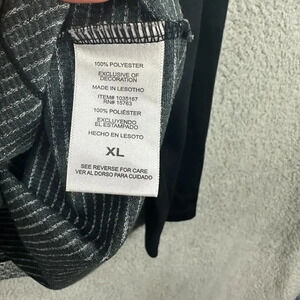 100% POLYESTER
EXCLUSIVE OF
DECORATION
MADE IN LESOTHO
ITEM# 1035167
RN# 15763
100% POLIÉSTER
EXCLUYENDO
EL ESTAMPADO
HECHO EN LESOTO
XL
SEE REVERSE FOR CARE
VER AL DORSO PARA CUIDADO